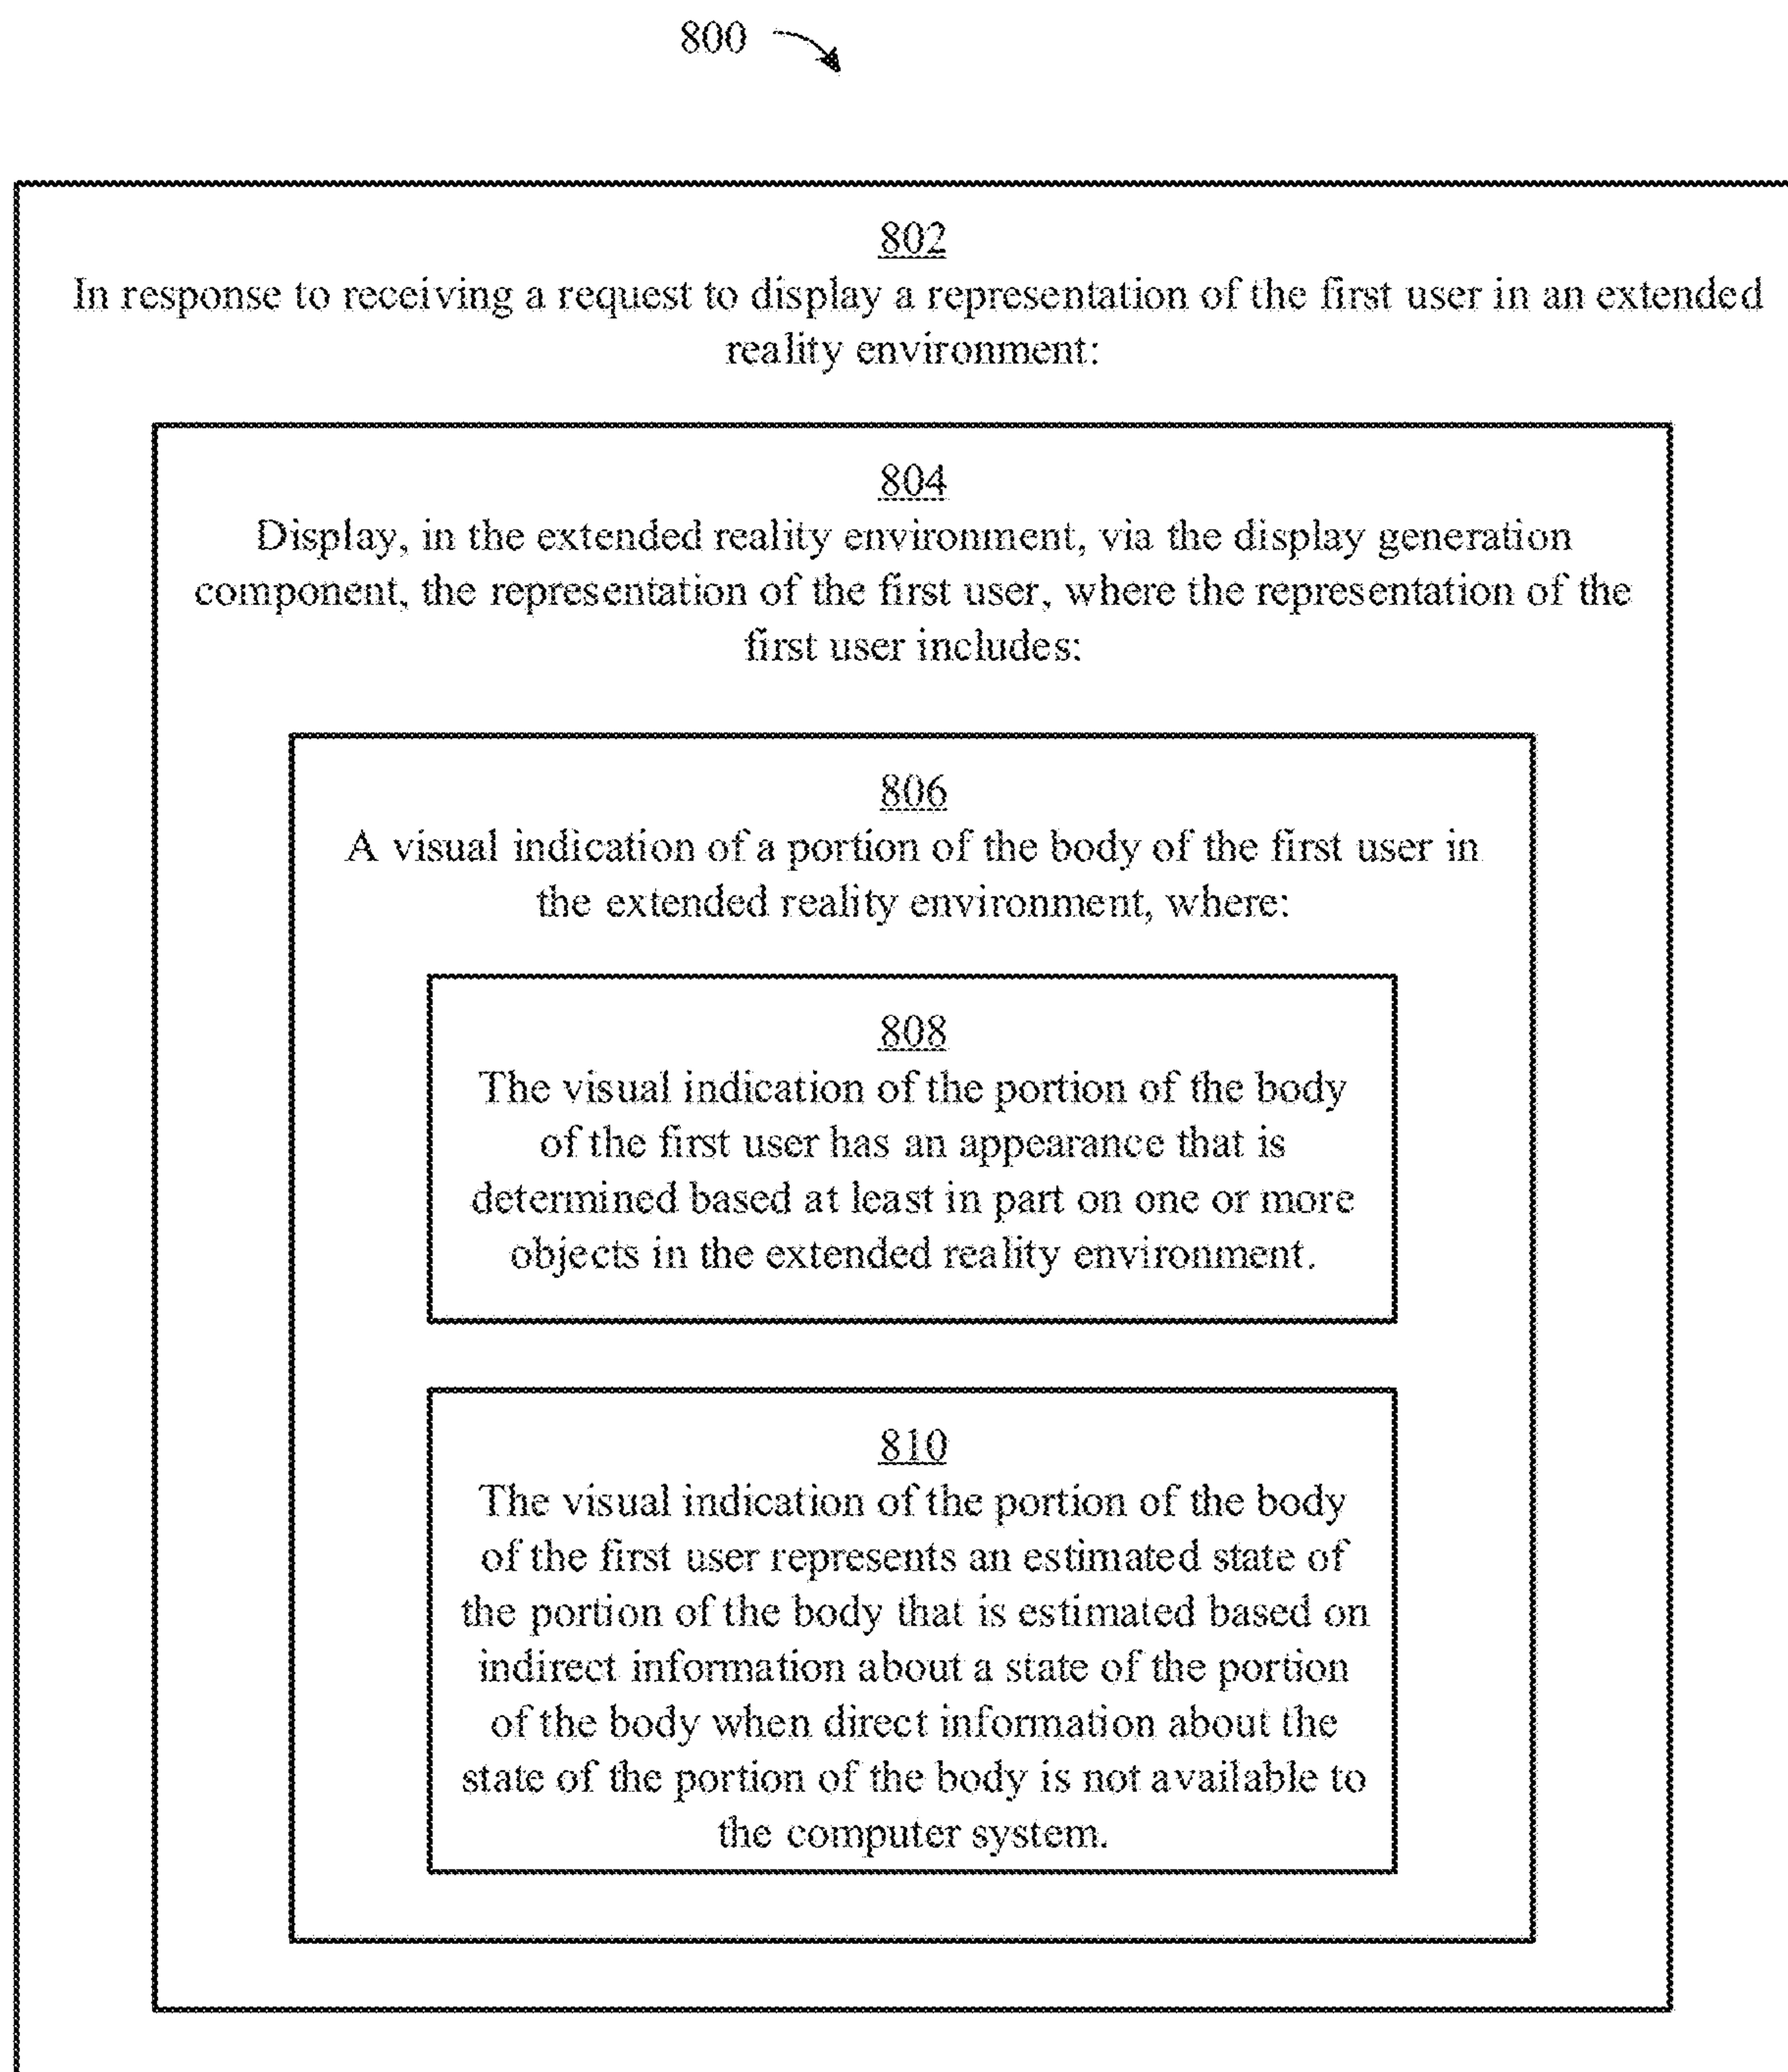 800
802
In response to receiving a request to display a representation of the first user in an extended
reality environment:
804
Display, in the extended reality environment, via the display generation
component, the representation of the first user, where the representation of the
first user includes:
806
A visual indication of a portion of the body of the first user in
the extended reality environment, where:
808
The visual indication of the portion of the body
of the first user has an appearance that is
determined based at least in part on one or more
objects in the extended reality environment.
810
The visual indication of the portion of the body
of the first user represents an estimated state of
the portion of the body that is estimated based on
indirect information about a state of the portion
of the body when direct information about the
state of the portion of the body is not available to
the computer system.